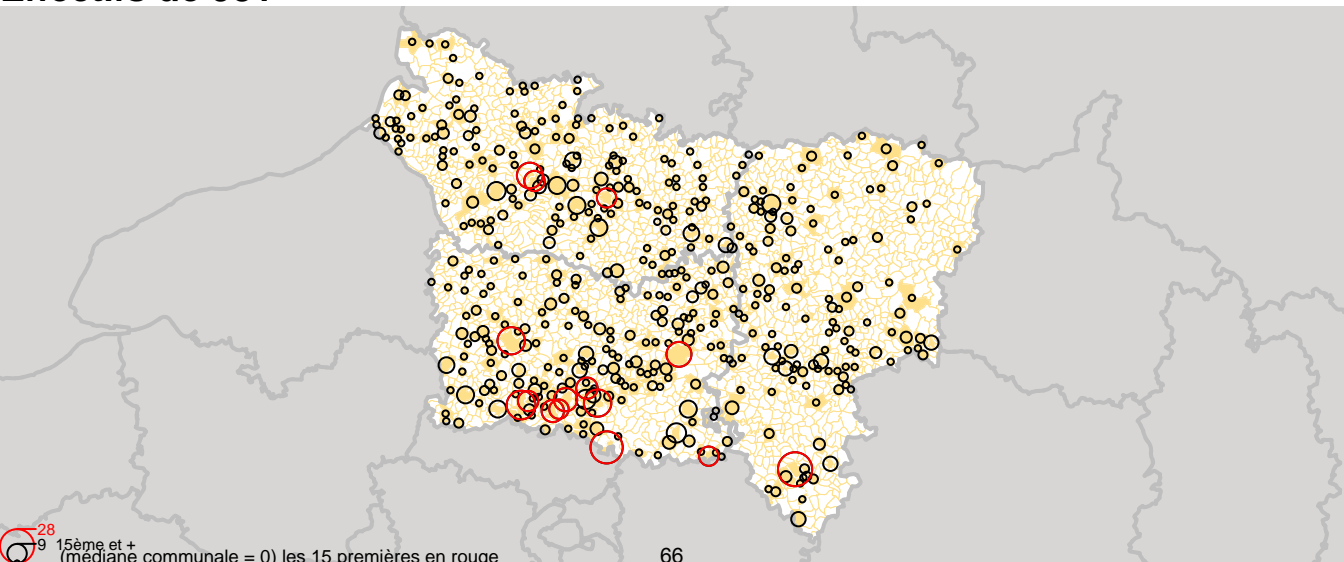 28
9 15ème et +
(médiane communale = 0) les 15 premières en rouge
66